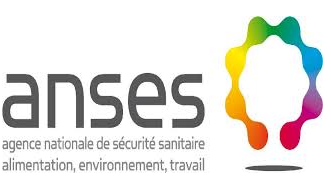 anses
agence nationale de sécurité sanitaire
alimentation, environnement, travail